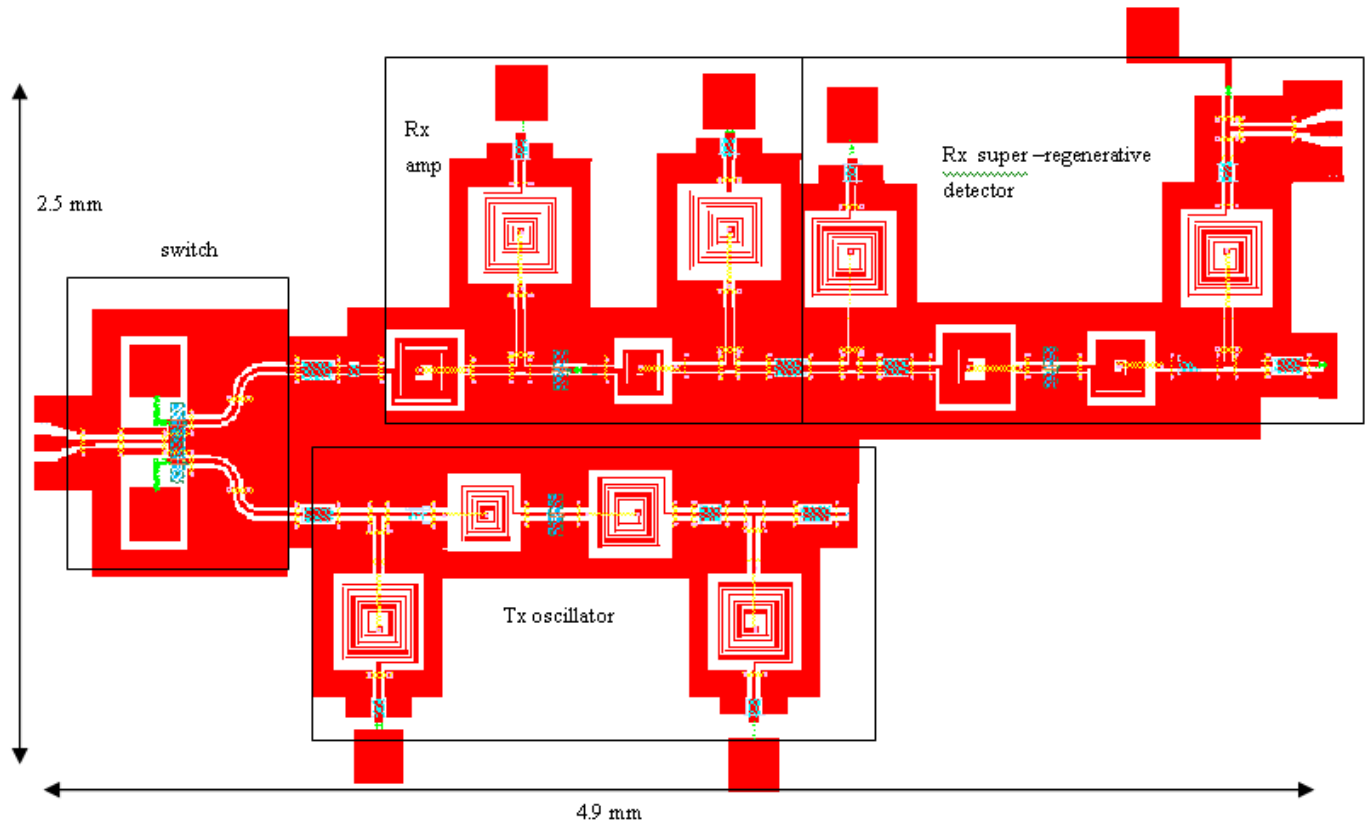 Rx
amp
Rx super –regenerative
detector
2.5 mm
switch
Tx oscillator
4.9 mm